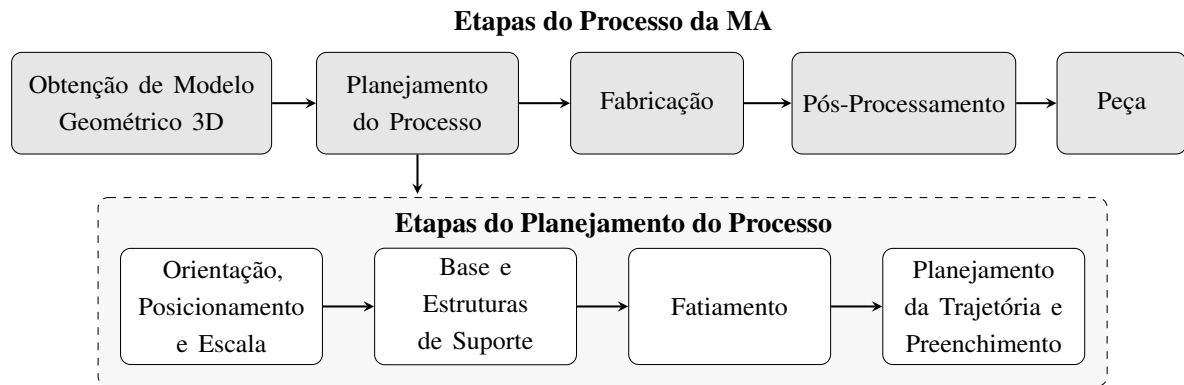 Etapas do Processo da MA
Obtenção de Modelo
Geométrico 3D
Planejamento
do Processo
Fabricação
Pós-Processamento
Peça
Etapas do Planejamento do Processo
Orientação,
Posicionamento
e Escala
Base e
Estruturas
de Suporte
Fatiamento
Planejamento
da Trajetória e
Preenchimento